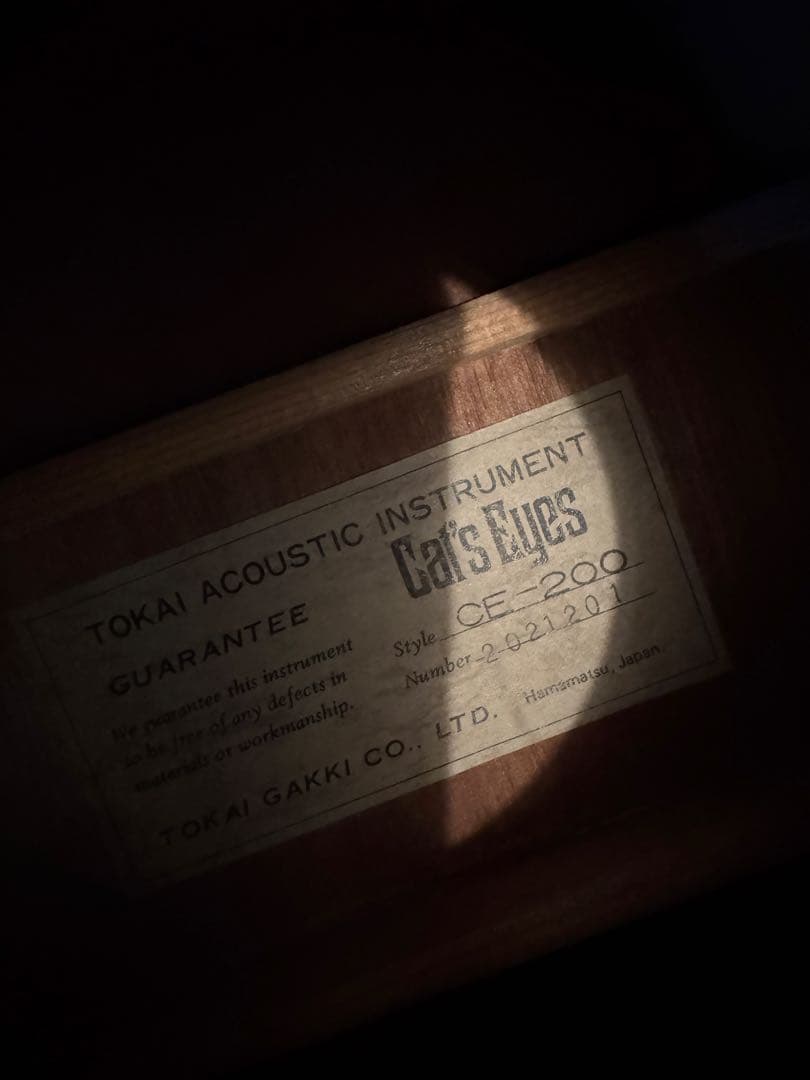 TOKAI ACOUSTIC INSTRUMENT
GUARANTEE
We guarantee this instrument
to be free of any defects in
materials or workmanship.
Cat's Eyes
Style CE-200
Number 2021201
TOKAI GAKKI CO., LTD. Hamamatsu, Japan